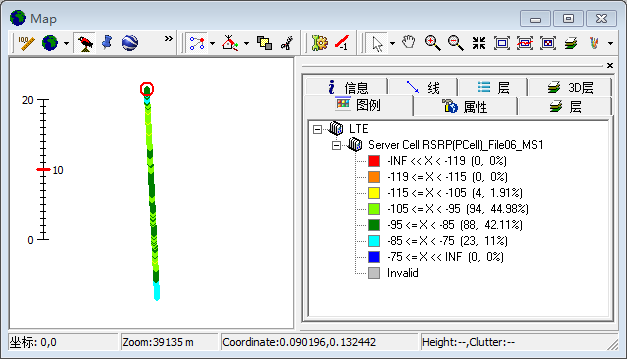 Map
10,0
»
-1
»
信息
线
层
3D层
图例
属性
层
20
10
0
LTE
Server Cell RSRP(PCell)_File06_MS1
-INF << X < -119 (0, 0%)
-119 <= X < -115 (0, 0%)
-115 <= X < -105 (4, 1.91%)
-105 <= X < -95 (94, 44.98%)
-95 <= X < -85 (88, 42.11%)
-85 <= X < -75 (23, 11%)
-75 <= X << INF (0, 0%)
Invalid
坐标: 0,0
Zoom:39135 m
Coordinate:0.090196,0.132442
Height:--,Clutter:--